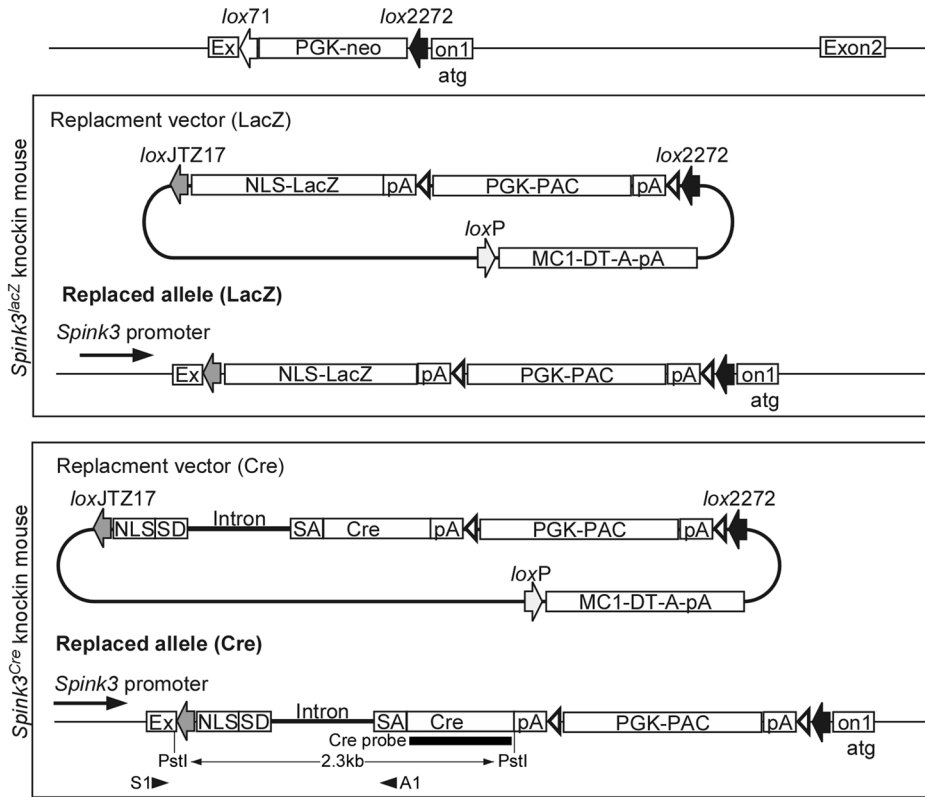 lox71 lox2272
Ex PGK-neo on1 Exon2
atg
Spink3lacZ knockin mouse
Replacment vector (LacZ)
loxJTZ17 lox2272
NLS-LacZ pA PGK-PAC pA
loxP
MC1-DT-A-pA
Replaced allele (LacZ)
Spink3 promoter
Ex NLS-LacZ pA PGK-PAC pA on1
atg
Spink3Cre knockin mouse
Replacment vector (Cre)
loxJTZ17 lox2272
Intron
NLS SD SA Cre pA PGK-PAC pA
loxP
MC1-DT-A-pA
Replaced allele (Cre)
Spink3 promoter
Intron
Ex NLS SD SA Cre pA PGK-PAC pA on1
Cre probe atg
PstI 2.3kb PstI
S1 A1